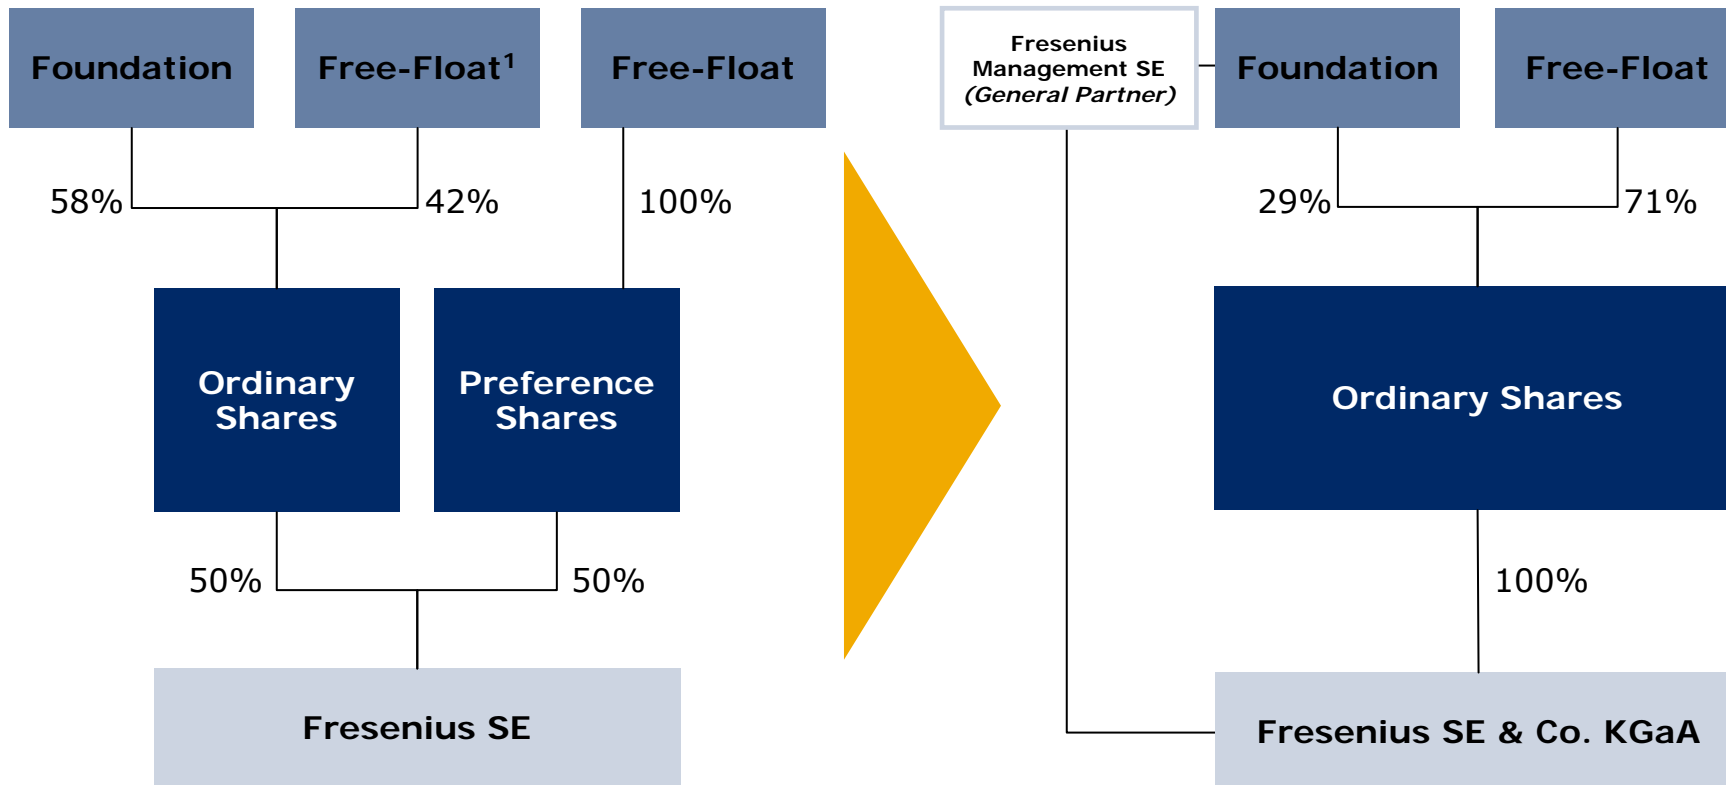 Foundation
Free-Float¹
Free-Float
58%
42%
100%
Ordinary
Shares
Preference
Shares
50%
50%
Fresenius SE
Fresenius
Management SE
(General Partner)
Foundation
Free-Float
29%
71%
Ordinary Shares
100%
Fresenius SE & Co. KGaA